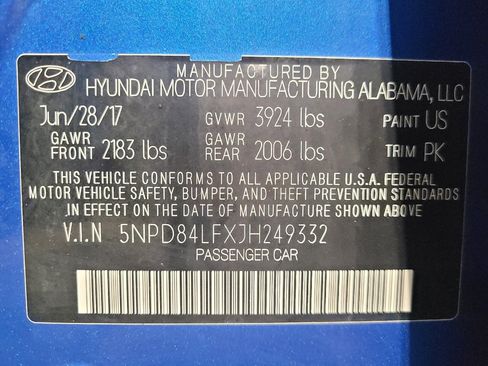 MANUFACTURED BY
HYUNDAI MOTOR MANUFACTURING ALABAMA, LLC
Jun/28/17 GVWR 3924 lbs PAINT US
GAWR FRONT 2183 lbs GAWR REAR 2006 lbs TRIM PK
THIS VEHICLE CONFORMS TO ALL APPLICABLE U.S.A. FEDERAL
MOTOR VEHICLE SAFETY, BUMPER, AND THEFT PREVENTION STANDARDS
IN EFFECT ON THE DATE OF MANUFACTURE SHOWN ABOVE
V.I.N 5NPD84LFXJH249332
PASSENGER CAR